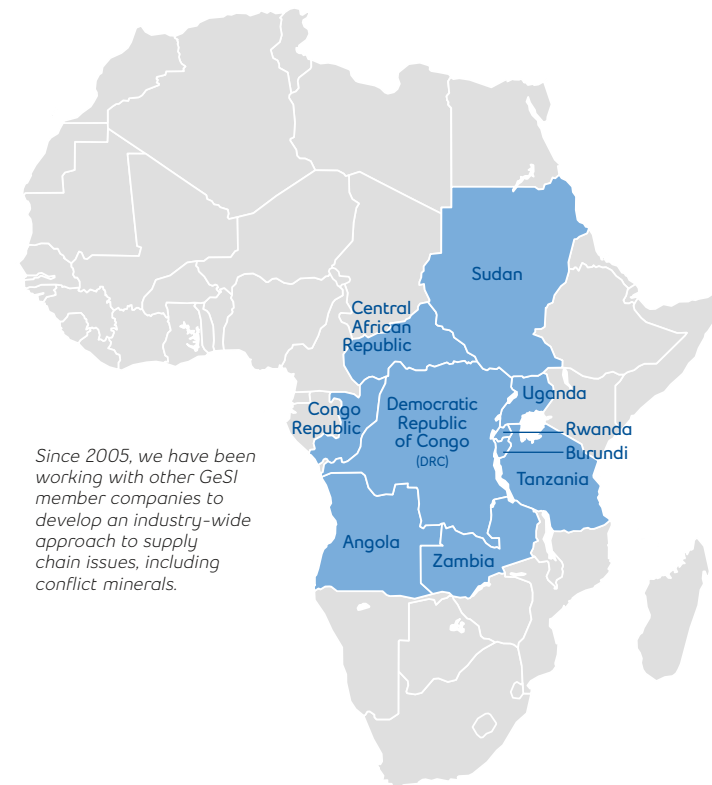 Sudan
Central
African
Republic
Uganda
Congo
Republic
Democratic
Republic
of Congo
(DRC)
Rwanda
Burundi
Tanzania
Since 2005, we have been
working with other GeSI
member companies to
develop an industry-wide
approach to supply
chain issues, including
conflict minerals.
Angola
Zambia